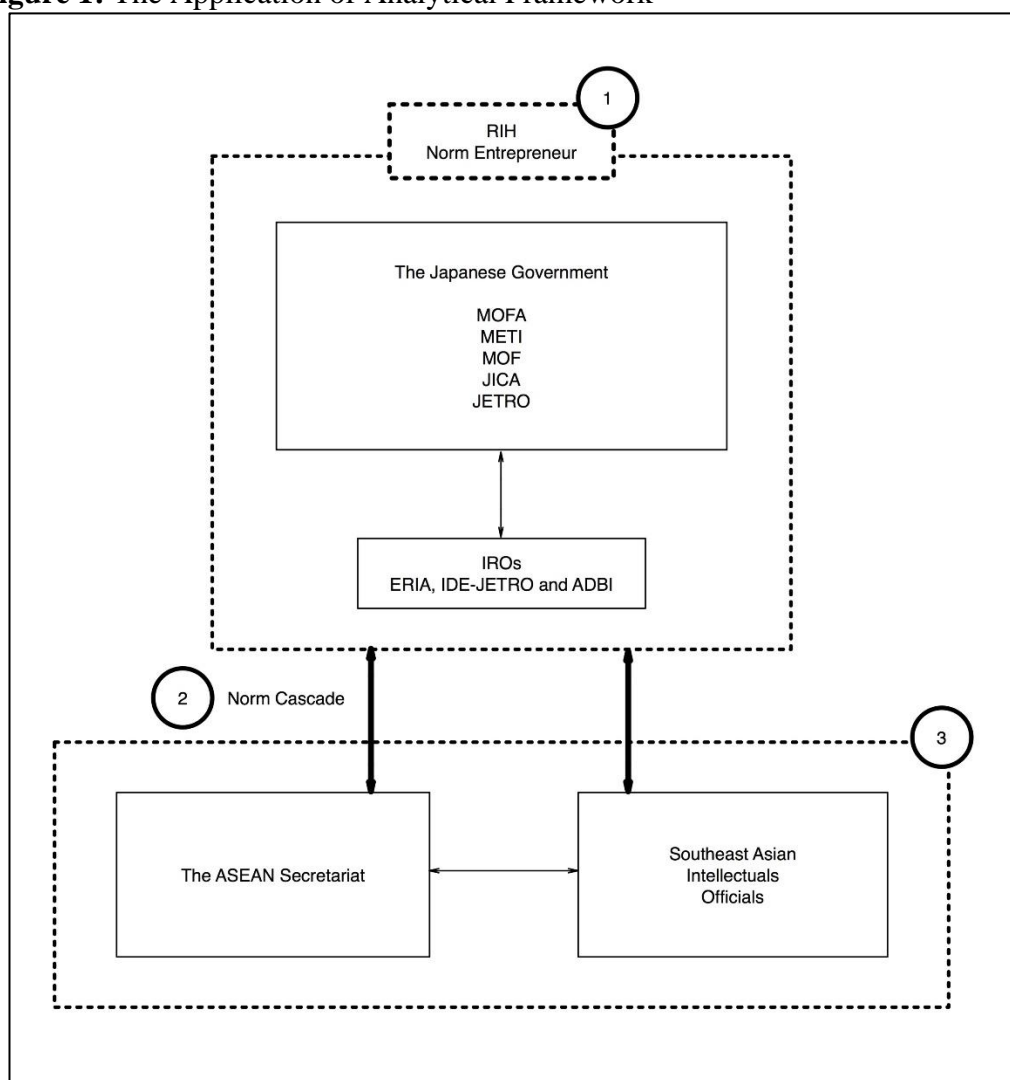 Figure 1: The Application of Analytical Framework
1
RIH
Norm Entrepreneur
The Japanese Government
MOFA
METI
MOF
JICA
JETRO
IROs
ERIA, IDE-JETRO and ADBI
2
Norm Cascade
3
The ASEAN Secretariat
Southeast Asian
Intellectuals
Officials